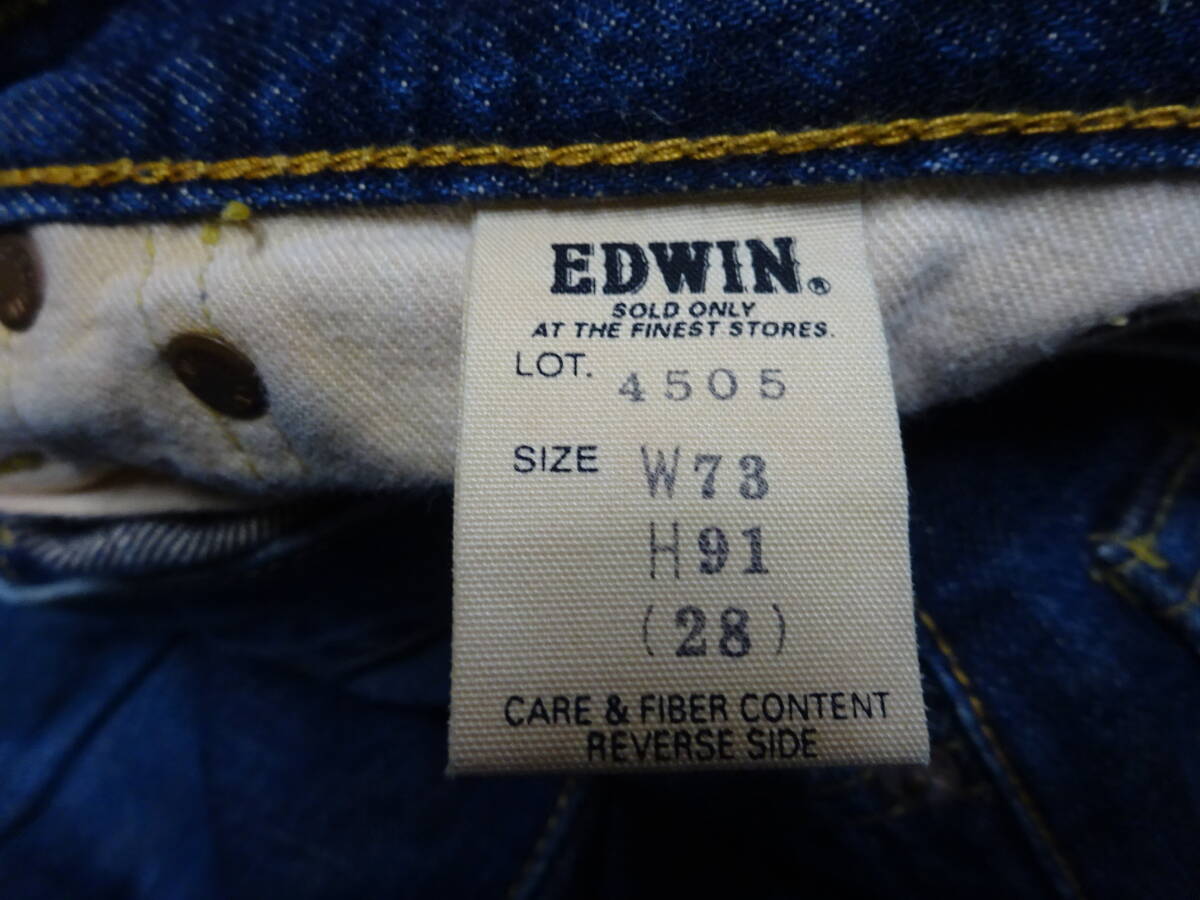 EDWIN®
SOLD ONLY
AT THE FINEST STORES.
LOT. 4505
SIZE W73
H91
(28)
CARE & FIBER CONTENT
REVERSE SIDE